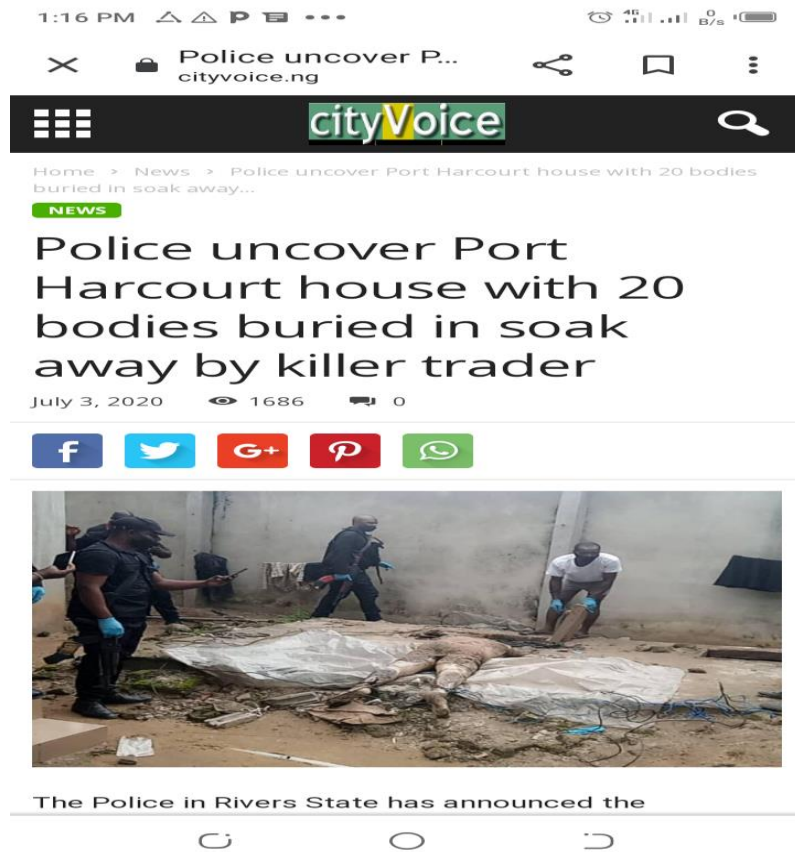 1:16 PM
4G
0
B/s
Police uncover P...
cityvoice.ng
cityVoice
Home > News > Police uncover Port Harcourt house with 20 bodies
buried in soak away...
NEWS
Police uncover Port
Harcourt house with 20
bodies buried in soak
away by killer trader
July 3, 2020 1686 0
f G+
The Police in Rivers State has announced the